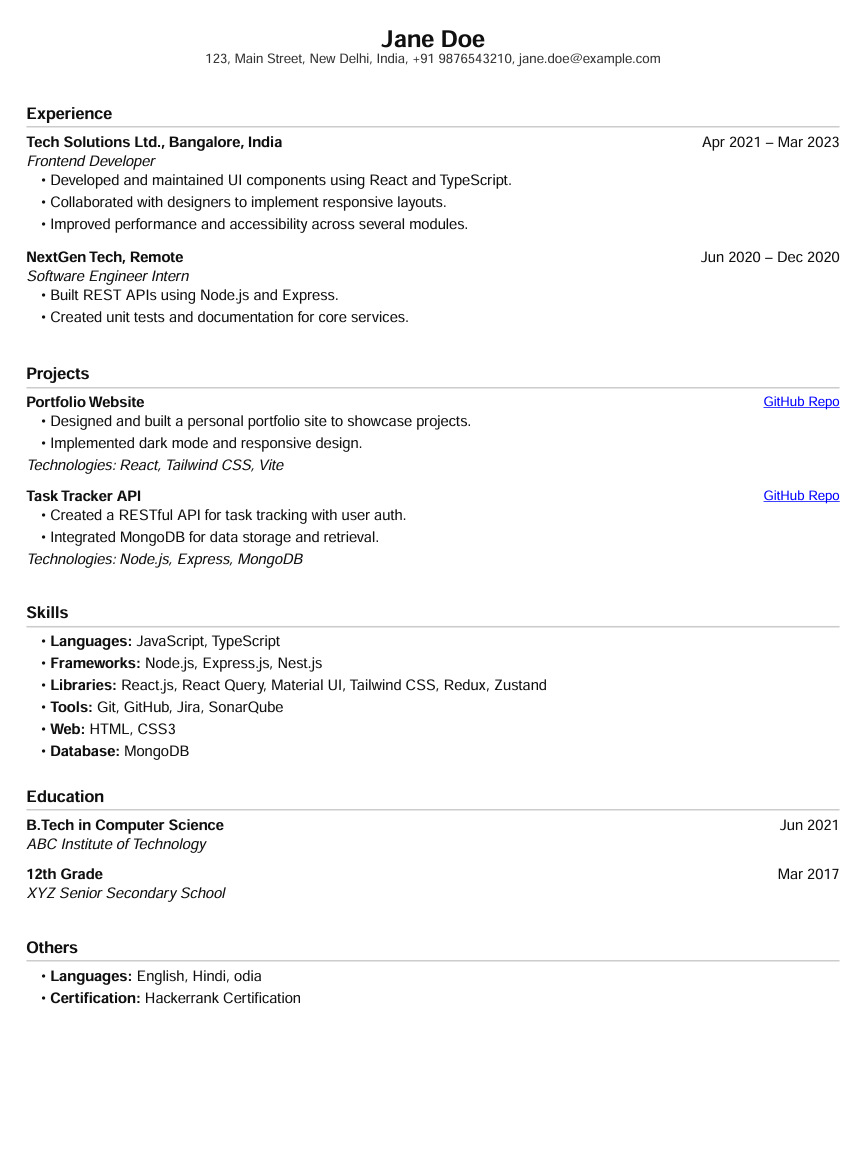 Jane Doe
123, Main Street, New Delhi, India, +91 9876543210, jane.doe@example.com
Experience
Tech Solutions Ltd., Bangalore, India Apr 2021 – Mar 2023
Frontend Developer
• Developed and maintained UI components using React and TypeScript.
• Collaborated with designers to implement responsive layouts.
• Improved performance and accessibility across several modules.
NextGen Tech, Remote Jun 2020 – Dec 2020
Software Engineer Intern
• Built REST APIs using Node.js and Express.
• Created unit tests and documentation for core services.
Projects
Portfolio Website GitHub Repo
• Designed and built a personal portfolio site to showcase projects.
• Implemented dark mode and responsive design.
Technologies: React, Tailwind CSS, Vite
Task Tracker API GitHub Repo
• Created a RESTful API for task tracking with user auth.
• Integrated MongoDB for data storage and retrieval.
Technologies: Node.js, Express, MongoDB
Skills
• Languages: JavaScript, TypeScript
• Frameworks: Node.js, Express.js, Nest.js
• Libraries: React.js, React Query, Material UI, Tailwind CSS, Redux, Zustand
• Tools: Git, GitHub, Jira, SonarQube
• Web: HTML, CSS3
• Database: MongoDB
Education
B.Tech in Computer Science Jun 2021
ABC Institute of Technology
12th Grade Mar 2017
XYZ Senior Secondary School
Others
• Languages: English, Hindi, odia
• Certification: Hackerrank Certification